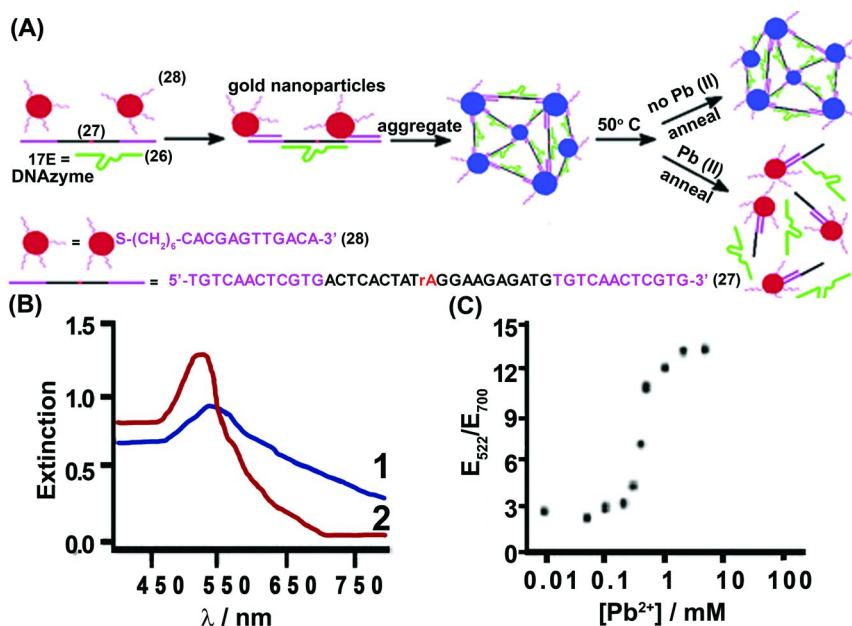 (A)
(28)
gold nanoparticles
(27)
aggregate
50° C
no Pb (II)
anneal
Pb (II)
anneal
17E = (26)
DNAzyme
= S-(CH2)6-CACGAGTTGACA-3' (28)
= 5'-TGTCAACTCGTGACTCACTATrAGGAAGAGATGTGTCAACTCGTG-3' (27)
(B)
Extinction
1.5
1.0
0.5
0.0
1
2
450 550 650 750
λ / nm
(C)
E522/E700
15
12
9
6
3
0
0.01 0.1 1 10 100
[Pb2+] / mM